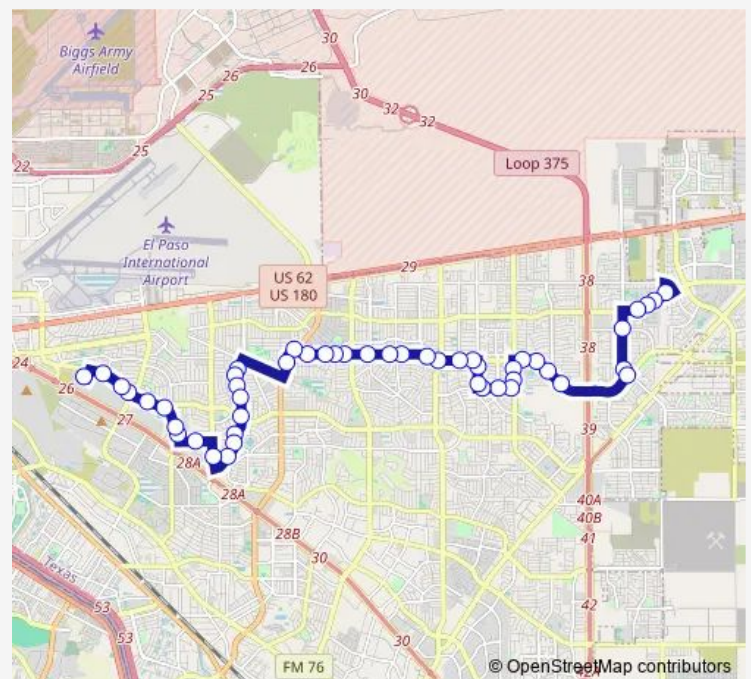 Biggs Army
Airfield
30
26
26
25
30
32
32
25
22
Loop 375
El Paso
International
Airport
29
38
US 62
US 180
24
26
38
27
28A
39
28A
28B
40A
40B
41
30
Texas
53
53
42
30
FM 76
© OpenStreetMap contributors